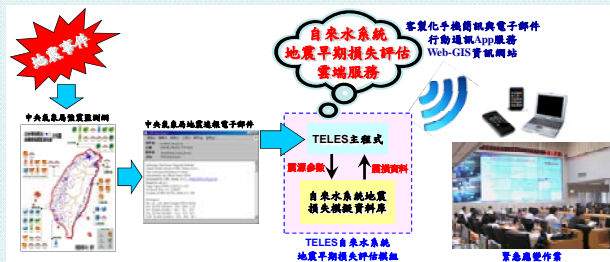 地震事件
中央氣象局強震監測網
中央氣象局地震速報電子郵件
自來水系統
地震早期損失評估
雲端服務
客製化手機簡訊與電子郵件
行動通訊App服務
Web-GIS資訊網站
TELES主程式
震源參數
震損資料
自來水系統地震
損失模擬資料庫
TELES自來水系統
地震早期損失評估模組
緊急應變作業